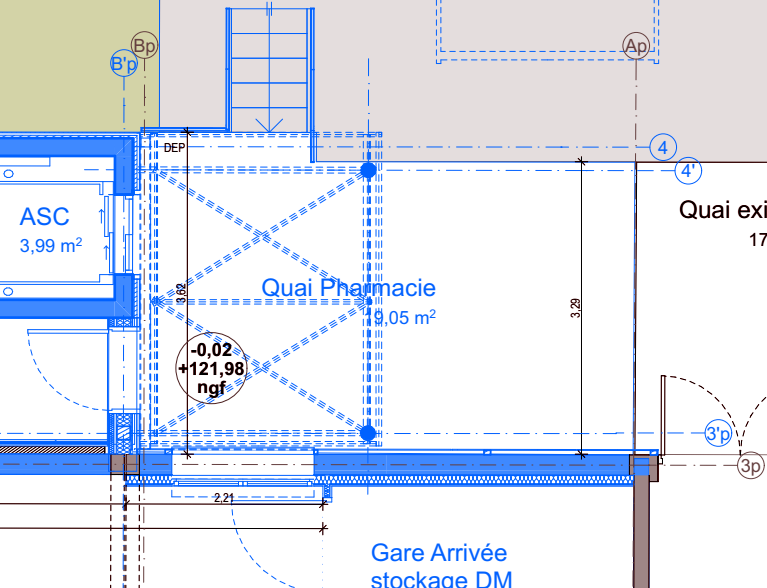 Bp
Ap
B'p
DEP
4
4'
ASC
3,99 m²
Quai exi
17
Quai Pharmacie
19,05 m²
3,62
3,29
-0,02
+121,98
ngf
3'p
3p
2,21
Gare Arrivée
stockage DM